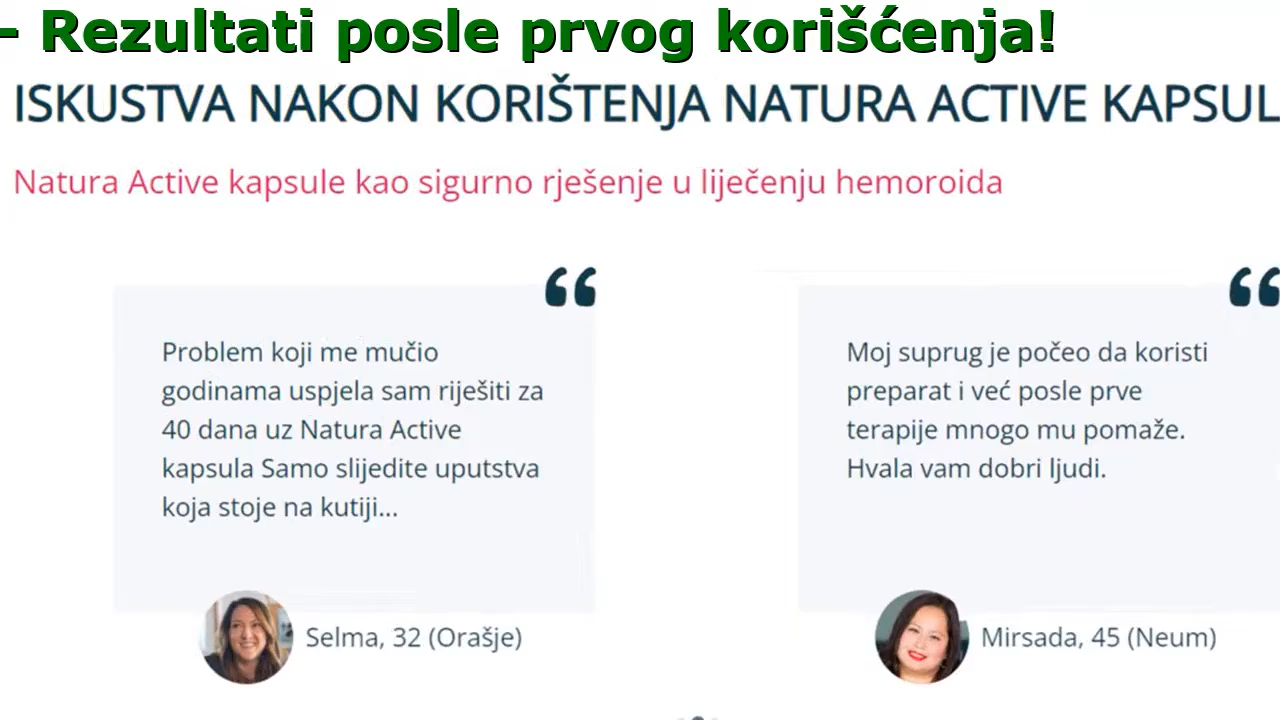 - Rezultati posle prvog korišćenja!
ISKUSTVA NAKON KORIŠTENJA NATURA ACTIVE KAPSUL
Natura Active kapsule kao sigurno rješenje u liječenju hemoroida
Problem koji me mučio
godinama uspjela sam riješiti za
40 dana uz Natura Active
kapsula Samo slijedite uputstva
koja stoje na kutiji...
Selma, 32 (Orašje)
Moj suprug je počeo da koristi
preparat i već posle prve
terapije mnogo mu pomaže.
Hvala vam dobri ljudi.
Mirsada, 45 (Neum)